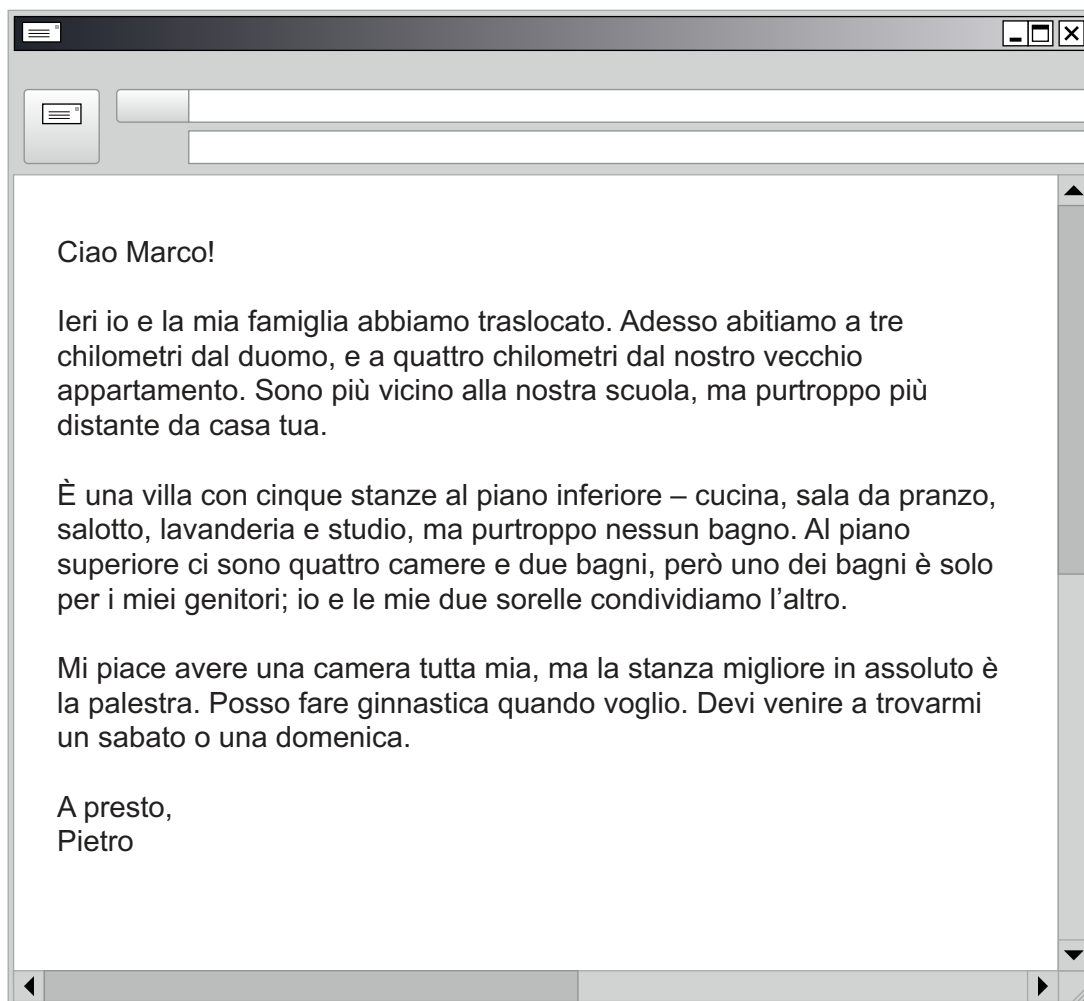 Ciao Marco!
Ieri io e la mia famiglia abbiamo traslocato. Adesso abitiamo a tre
chilometri dal duomo, e a quattro chilometri dal nostro vecchio
appartamento. Sono più vicino alla nostra scuola, ma purtroppo più
distante da casa tua.
È una villa con cinque stanze al piano inferiore – cucina, sala da pranzo,
salotto, lavanderia e studio, ma purtroppo nessun bagno. Al piano
superiore ci sono quattro camere e due bagni, però uno dei bagni è solo
per i miei genitori; io e le mie due sorelle condividiamo l’altro.
Mi piace avere una camera tutta mia, ma la stanza migliore in assoluto è
la palestra. Posso fare ginnastica quando voglio. Devi venire a trovarmi
un sabato o una domenica.
A presto,
Pietro